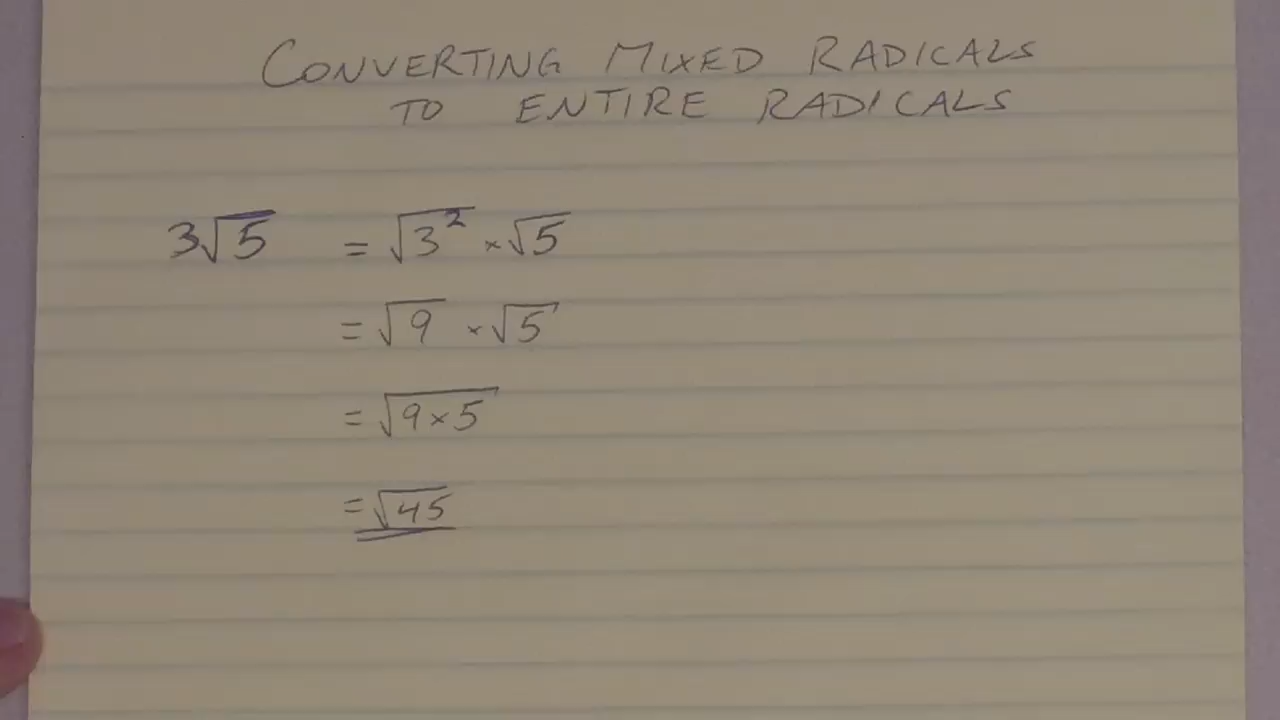 CONVERTING MIXED RADICALS
TO ENTIRE RADICALS
3√5 = √3² × √5
= √9 × √5
= √9×5
= √45